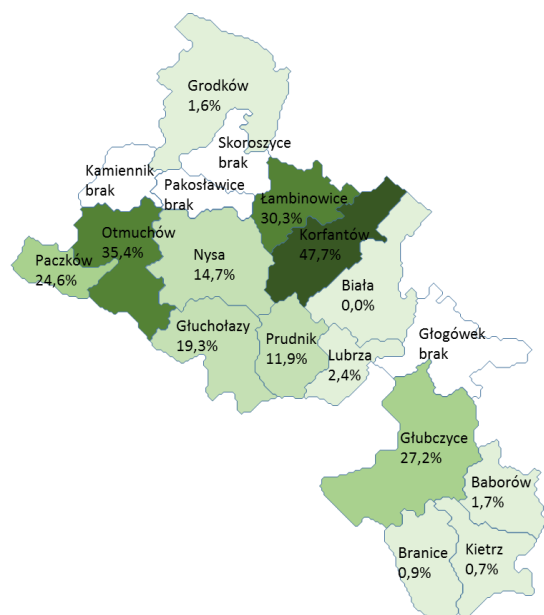 Grodków
1,6%
Skoroszyce
brak
Kamiennik
brak
Pakosławice
brak
Łambinowice
30,3%
Otmuchów
35,4%
Korfantów
47,7%
Paczków
24,6%
Nysa
14,7%
Biała
0,0%
Głuchołazy
19,3%
Prudnik
11,9%
Lubrza
2,4%
Głogówek
brak
Głubczyce
27,2%
Baborów
1,7%
Branice
0,9%
Kietrz
0,7%